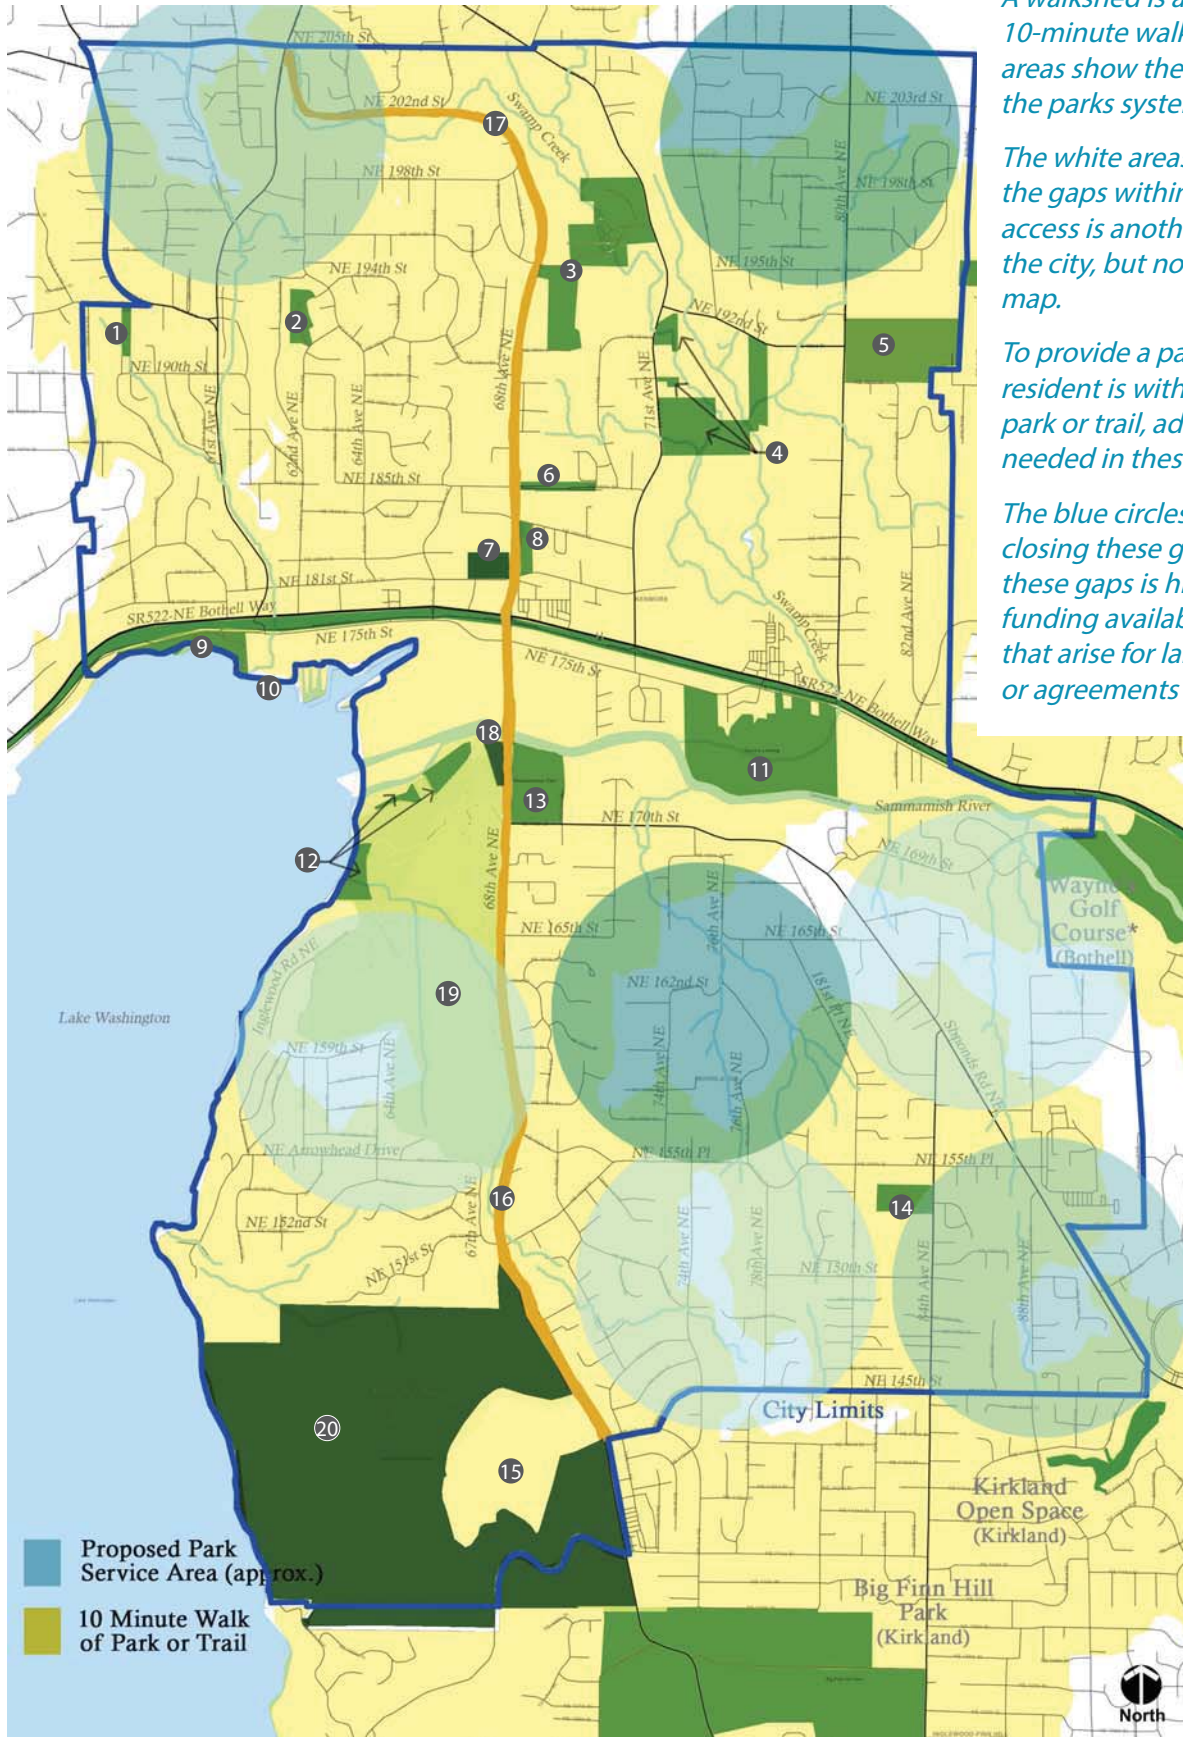 A walkshed is a
10-minute walk
areas show the
the parks system
The white areas
the gaps within
access is anoth
the city, but no
map.
To provide a pa
resident is with
park or trail, ad
needed in thes
The blue circles
closing these g
these gaps is h
funding availab
that arise for la
or agreements
NE 205th St
NE 202nd St
17
Swamp Creek
NE 203rd St
80th Ave NE
NE 198th St
NE 198th St
NE 195th St
NE 194th St
3
1
2
NE 192nd St
5
NE 190th St
61st Ave NE
62nd Ave NE
64th Ave NE
68th Ave NE
71st Ave NE
4
NE 185th St
6
7
8
NE 181st St
82nd Ave NE
Swamp Creek
SR522-NE Bothell Way
NE 175th St
9
10
NE 175th St
SR522-NE Bothell Way
18
11
13
Sammamish River
NE 170th St
12
68th Ave NE
NE 169th St
Wayne's
Golf
Course*
(Bothell)
NE 165th St
76th Ave NE
NE 165th St
Inglewood Rd NE
19
NE 162nd St
181st Pl NE
Lake Washington
NE 159th St
64th Ave NE
74th Ave NE
76th Ave NE
Simonds Rd NE
NE Arrowhead Drive
NE 155th Pl
NE 155th Pl
16
14
NE 152nd St
67th Ave NE
NE 151st St
74th Ave NE
78th Ave NE
NE 150th St
84th Ave NE
88th Ave NE
NE 145th St
City Limits
20
15
Kirkland
Open Space
(Kirkland)
Proposed Park
Service Area (approx.)
10 Minute Walk
of Park or Trail
Big Finn Hill
Park
(Kirkland)
North